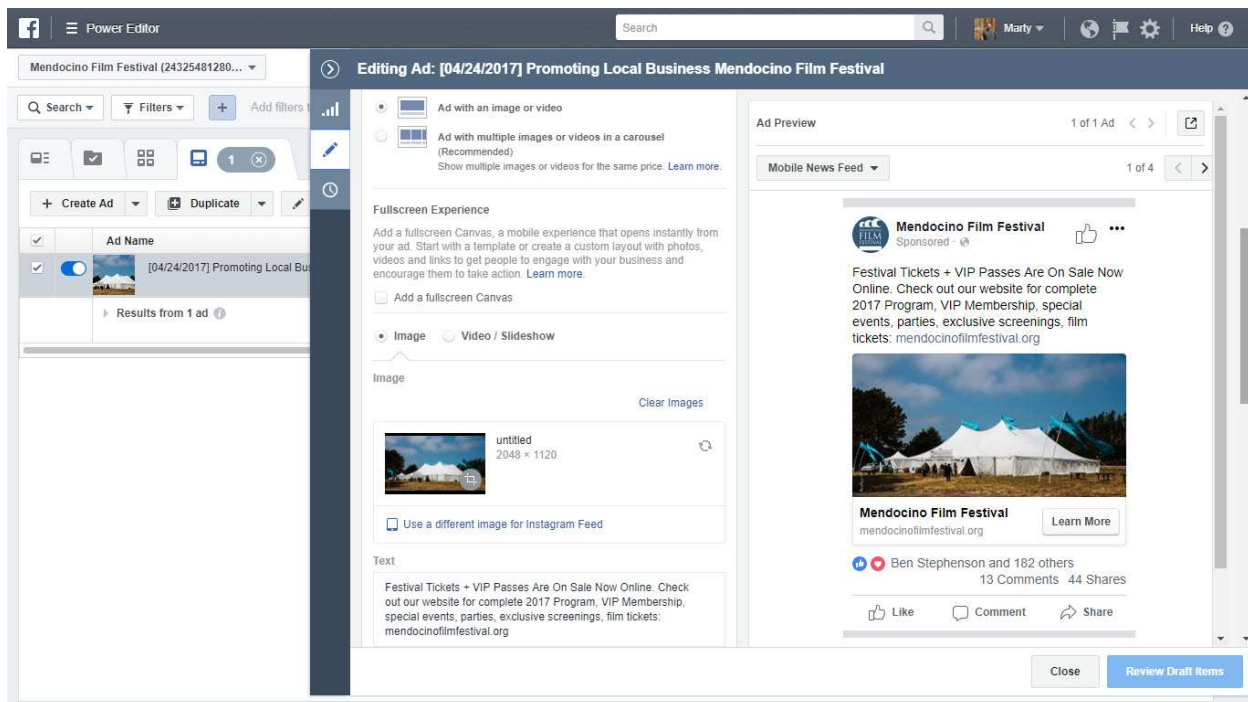 Power Editor
Search
Marty
Help
Mendocino Film Festival (24325481280...
Editing Ad: [04/24/2017] Promoting Local Business Mendocino Film Festival
Search
Filters
+
Add filters
1
+ Create Ad
Duplicate
Ad Name
[04/24/2017] Promoting Local Bus
Results from 1 ad
Ad with an image or video
Ad with multiple images or videos in a carousel
(Recommended)
Show multiple images or videos for the same price. Learn more.
Fullscreen Experience
Add a fullscreen Canvas, a mobile experience that opens instantly from
your ad. Start with a template or create a custom layout with photos,
videos and links to get people to engage with your business and
encourage them to take action. Learn more.
Add a fullscreen Canvas
Image
Video / Slideshow
Image
Clear Images
untitled
2048 × 1120
Use a different image for Instagram Feed
Text
Festival Tickets + VIP Passes Are On Sale Now Online. Check
out our website for complete 2017 Program, VIP Membership,
special events, parties, exclusive screenings, film tickets:
mendocinofilmfestival.org
Ad Preview
1 of 1 Ad
Mobile News Feed
1 of 4
FILM
Mendocino Film Festival
Sponsored ·
Festival Tickets + VIP Passes Are On Sale Now
Online. Check out our website for complete
2017 Program, VIP Membership, special
events, parties, exclusive screenings, film
tickets: mendocinofilmfestival.org
Mendocino Film Festival
mendocinofilmfestival.org
Learn More
Ben Stephenson and 182 others
13 Comments 44 Shares
Like
Comment
Share
Close
Review Draft Items